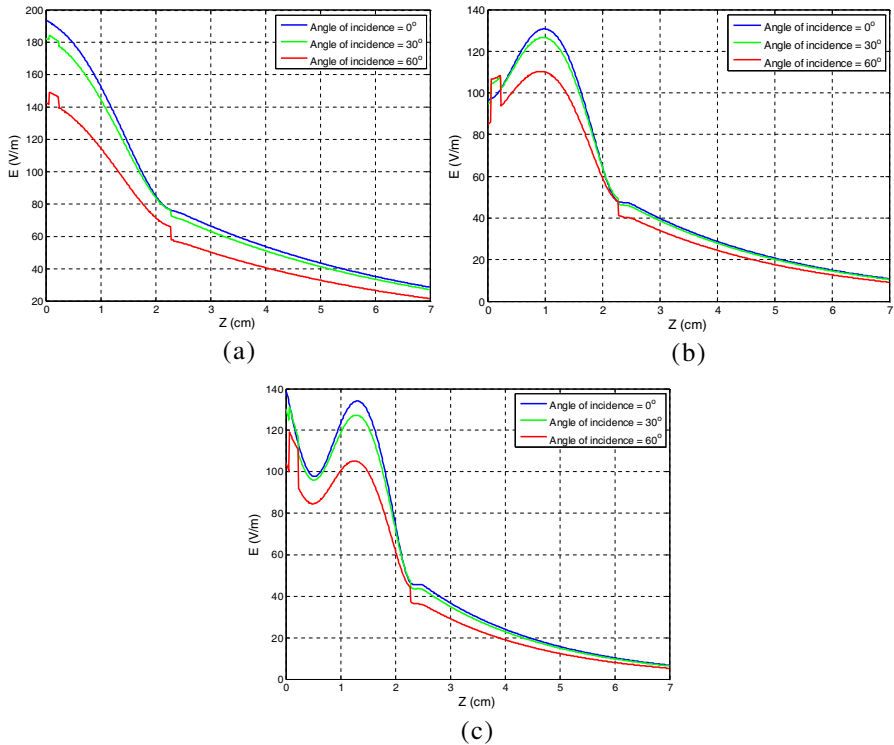 200
180
160
140
120
100
80
60
40
20
E (V/m)
0 1 2 3 4 5 6 7
Z (cm)
Angle of incidence = 0°
Angle of incidence = 30°
Angle of incidence = 60°
(a)
140
120
100
80
60
40
20
0
E (V/m)
0 1 2 3 4 5 6 7
Z (cm)
Angle of incidence = 0°
Angle of incidence = 30°
Angle of incidence = 60°
(b)
140
120
100
80
60
40
20
0
E (V/m)
0 1 2 3 4 5 6 7
Z (cm)
Angle of incidence = 0°
Angle of incidence = 30°
Angle of incidence = 60°
(c)